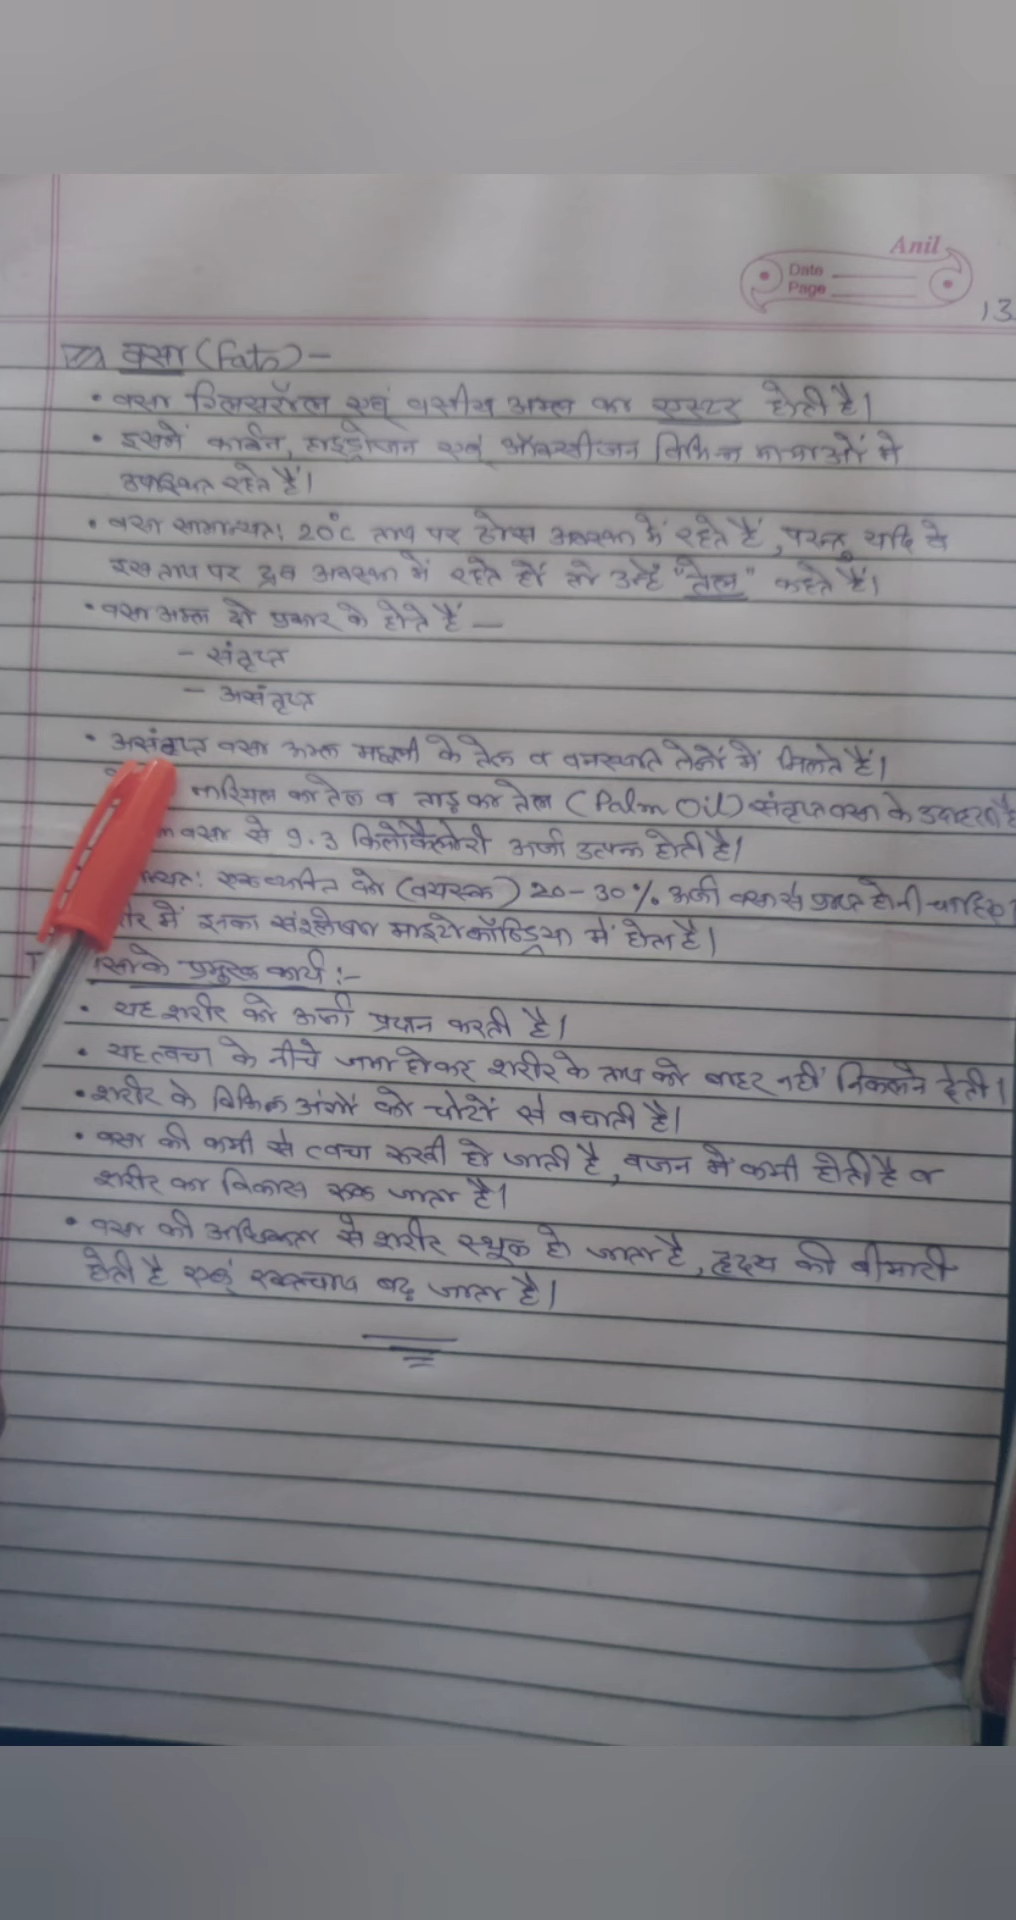 Anil
Date
Page
13
वसा (Fats) –
• वसा ग्लिसरॉल एवं वसीय अम्ल का एस्टर होती है।
• इसमें कार्बन, हाइड्रोजन एवं ऑक्सीजन विभिन्न मात्राओं में
उपस्थित रहते हैं।
• वसा सामान्यतः 20°C ताप पर ठोस अवस्था में रहते हैं, परन्तु यदि वे
इस ताप पर द्रव अवस्था में रहते हों तो उन्हें "तेल" कहते हैं।
• वसा अम्ल दो प्रकार के होते हैं —
– संतृप्त
– असंतृप्त
• असंतृप्त वसा अम्ल मछली के तेल व वनस्पति तेलों में मिलते हैं।
नारियल का तेल व ताड़ का तेल (Palm Oil) संतृप्त वसा के उदाहरण है
वसा से 9.3 किलोकैलोरी ऊर्जा उत्पन्न होती है।
एक व्यक्ति को (वयस्क) 20-30% ऊर्जा वसा से प्राप्त होनी चाहिए।
में इनका संश्लेषण माइटोकॉण्ड्रिया में होता है।
के प्रमुख कार्य :–
• यह शरीर को ऊर्जा प्रदान करती है।
• यह त्वचा के नीचे जमा होकर शरीर के ताप को बाहर नहीं निकलने देती।
• शरीर के विभिन्न अंगों को चोटों से बचाती है।
• वसा की कमी से त्वचा रूखी हो जाती है, वजन में कमी होती है व
शरीर का विकास रूक जाता है।
• वसा की अधिकता से शरीर स्थूल हो जाता है, हृदय की बीमारी
होती है एवं रक्तचाप बढ़ जाता है।